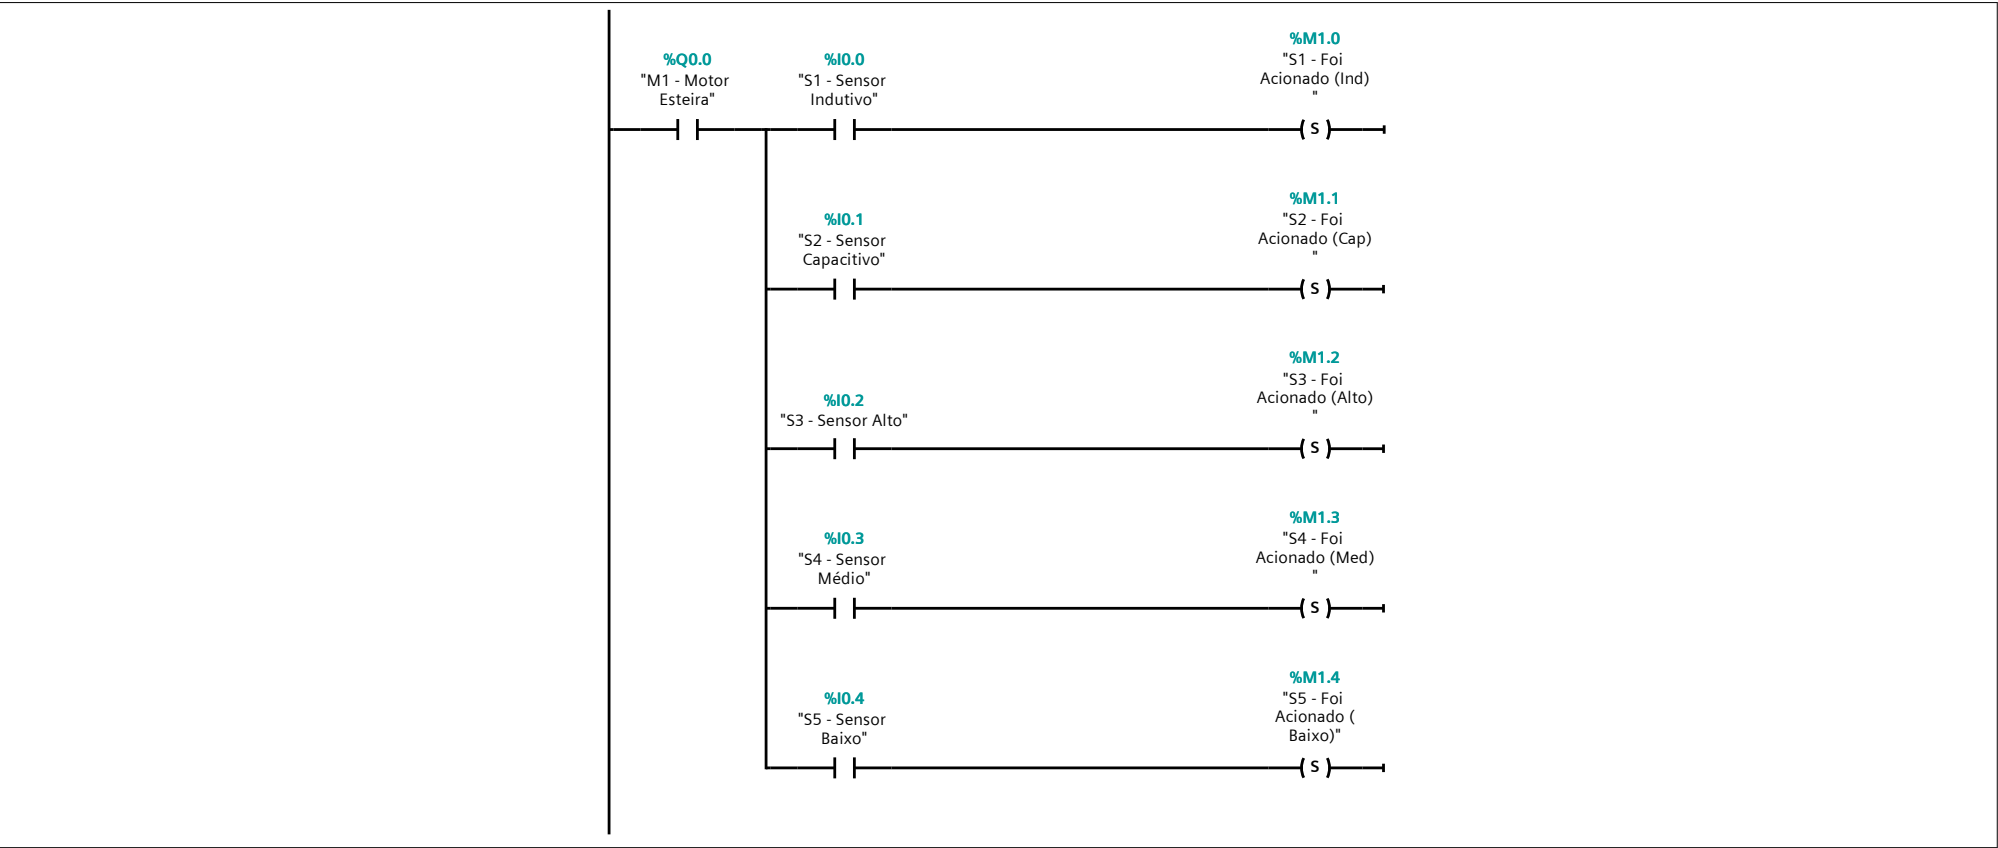 %Q0.0
"M1 - Motor
Esteira"
%I0.0
"S1 - Sensor
Indutivo"
%M1.0
"S1 - Foi
Acionado (Ind)
"
S
%I0.1
"S2 - Sensor
Capacitivo"
%M1.1
"S2 - Foi
Acionado (Cap)
"
S
%I0.2
"S3 - Sensor Alto"
%M1.2
"S3 - Foi
Acionado (Alto)
"
S
%I0.3
"S4 - Sensor
Médio"
%M1.3
"S4 - Foi
Acionado (Med)
"
S
%I0.4
"S5 - Sensor
Baixo"
%M1.4
"S5 - Foi
Acionado (
Baixo)"
S